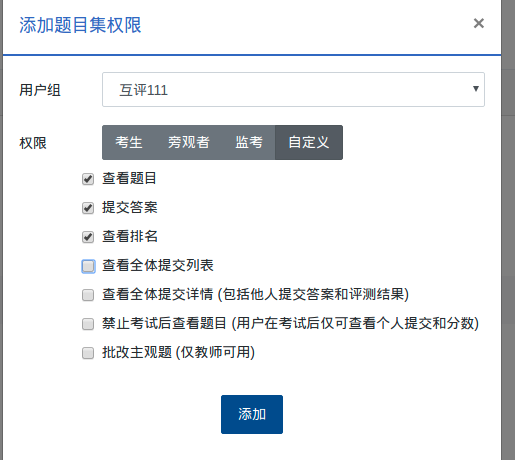 添加题目集权限 ×
用户组 互评111
权限 考生 旁观者 监考 自定义
查看题目
提交答案
查看排名
查看全体提交列表
查看全体提交详情 (包括他人提交答案和评测结果)
禁止考试后查看题目 (用户在考试后仅可查看个人提交和分数)
批改主观题 (仅教师可用)
添加